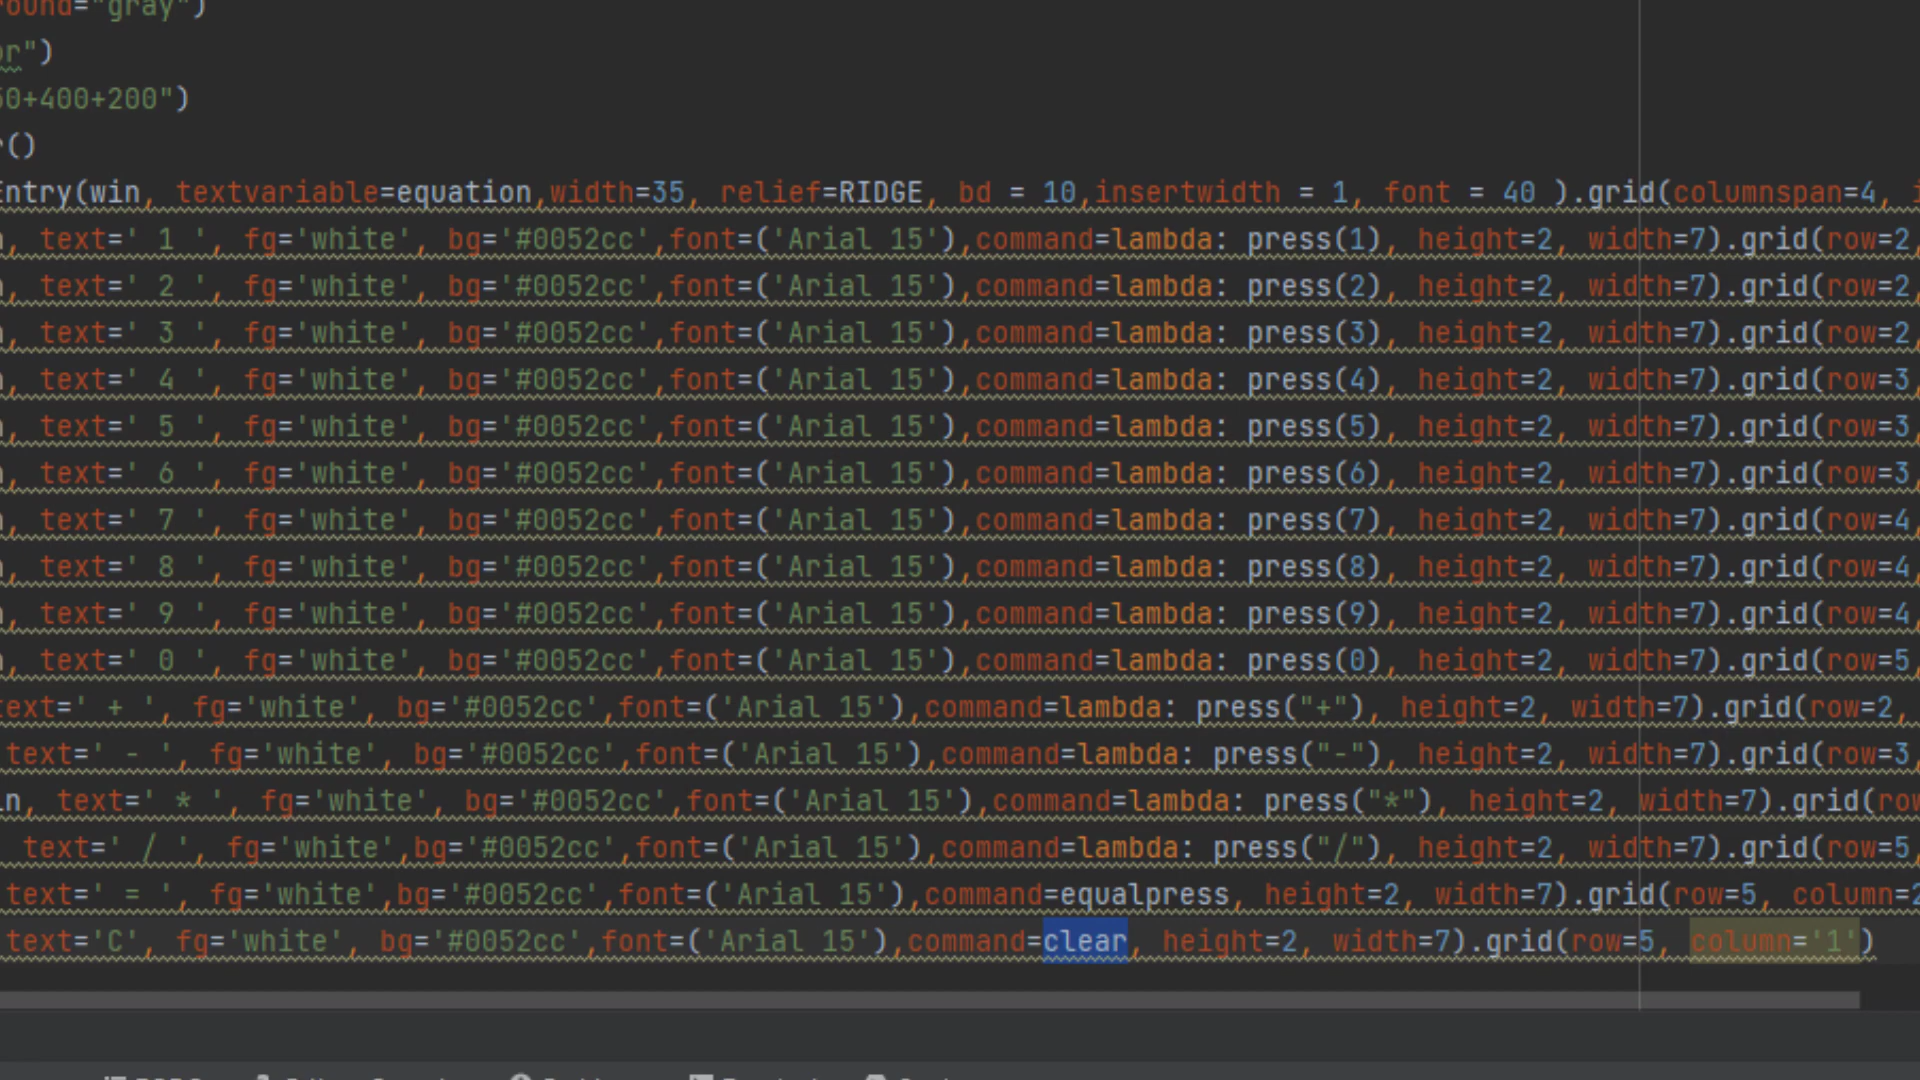 round="gray")
or")
50+400+200")
r()
Entry(win, textvariable=equation,width=35, relief=RIDGE, bd = 10,insertwidth = 1, font = 40 ).grid(columnspan=4,
, text=' 1 ', fg='white', bg='#0052cc',font=('Arial 15'),command=lambda: press(1), height=2, width=7).grid(row=2,
, text=' 2 ', fg='white', bg='#0052cc',font=('Arial 15'),command=lambda: press(2), height=2, width=7).grid(row=2,
, text=' 3 ', fg='white', bg='#0052cc',font=('Arial 15'),command=lambda: press(3), height=2, width=7).grid(row=2,
, text=' 4 ', fg='white', bg='#0052cc',font=('Arial 15'),command=lambda: press(4), height=2, width=7).grid(row=3,
, text=' 5 ', fg='white', bg='#0052cc',font=('Arial 15'),command=lambda: press(5), height=2, width=7).grid(row=3,
, text=' 6 ', fg='white', bg='#0052cc',font=('Arial 15'),command=lambda: press(6), height=2, width=7).grid(row=3,
, text=' 7 ', fg='white', bg='#0052cc',font=('Arial 15'),command=lambda: press(7), height=2, width=7).grid(row=4,
, text=' 8 ', fg='white', bg='#0052cc',font=('Arial 15'),command=lambda: press(8), height=2, width=7).grid(row=4,
, text=' 9 ', fg='white', bg='#0052cc',font=('Arial 15'),command=lambda: press(9), height=2, width=7).grid(row=4,
, text=' 0 ', fg='white', bg='#0052cc',font=('Arial 15'),command=lambda: press(0), height=2, width=7).grid(row=5,
text=' + ', fg='white', bg='#0052cc',font=('Arial 15'),command=lambda: press("+"), height=2, width=7).grid(row=2,
text=' - ', fg='white', bg='#0052cc',font=('Arial 15'),command=lambda: press("-"), height=2, width=7).grid(row=3,
in, text=' * ', fg='white', bg='#0052cc',font=('Arial 15'),command=lambda: press("*"), height=2, width=7).grid(row
text=' / ', fg='white',bg='#0052cc',font=('Arial 15'),command=lambda: press("/"), height=2, width=7).grid(row=5,
text=' = ', fg='white',bg='#0052cc',font=('Arial 15'),command=equalpress, height=2, width=7).grid(row=5, column=2
text='C', fg='white', bg='#0052cc',font=('Arial 15'),command=clear, height=2, width=7).grid(row=5, column='1')